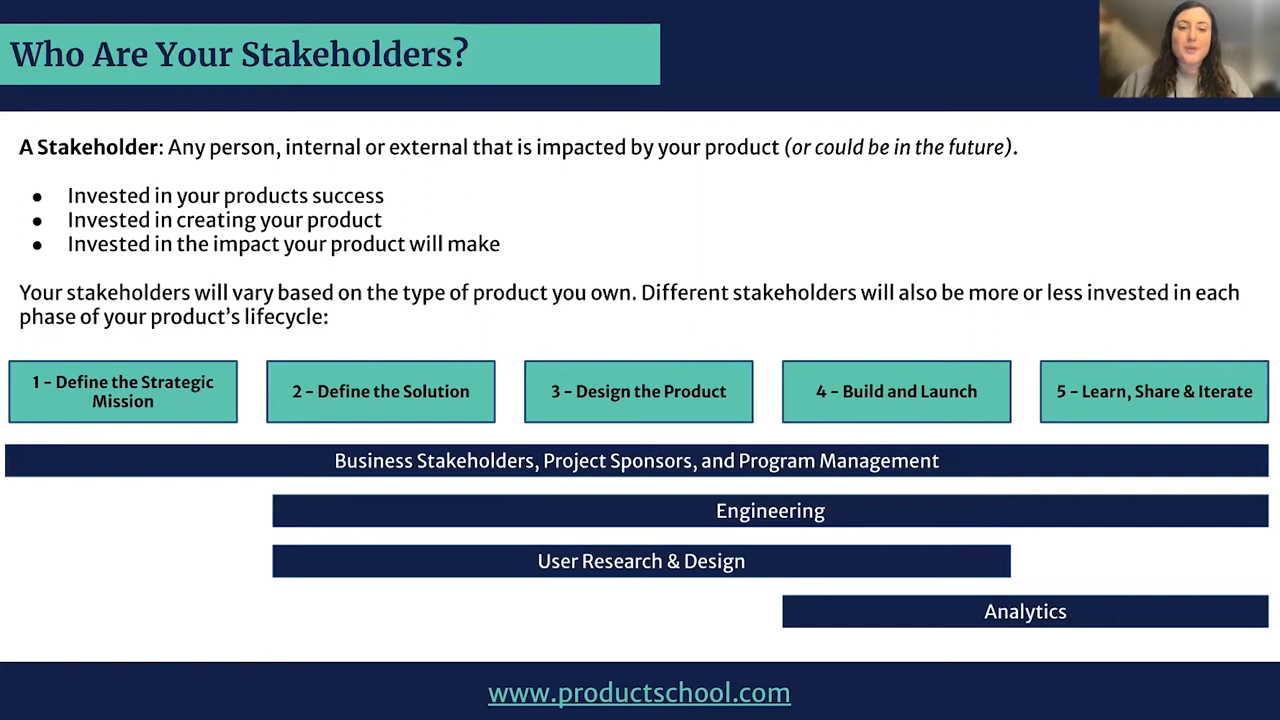 Who Are Your Stakeholders?
A Stakeholder: Any person, internal or external that is impacted by your product (or could be in the future).
● Invested in your products success
● Invested in creating your product
● Invested in the impact your product will make
Your stakeholders will vary based on the type of product you own. Different stakeholders will also be more or less invested in each
phase of your product’s lifecycle:
1 - Define the Strategic
Mission
2 - Define the Solution
3 - Design the Product
4 - Build and Launch
5 - Learn, Share & Iterate
Business Stakeholders, Project Sponsors, and Program Management
Engineering
User Research & Design
Analytics
www.productschool.com